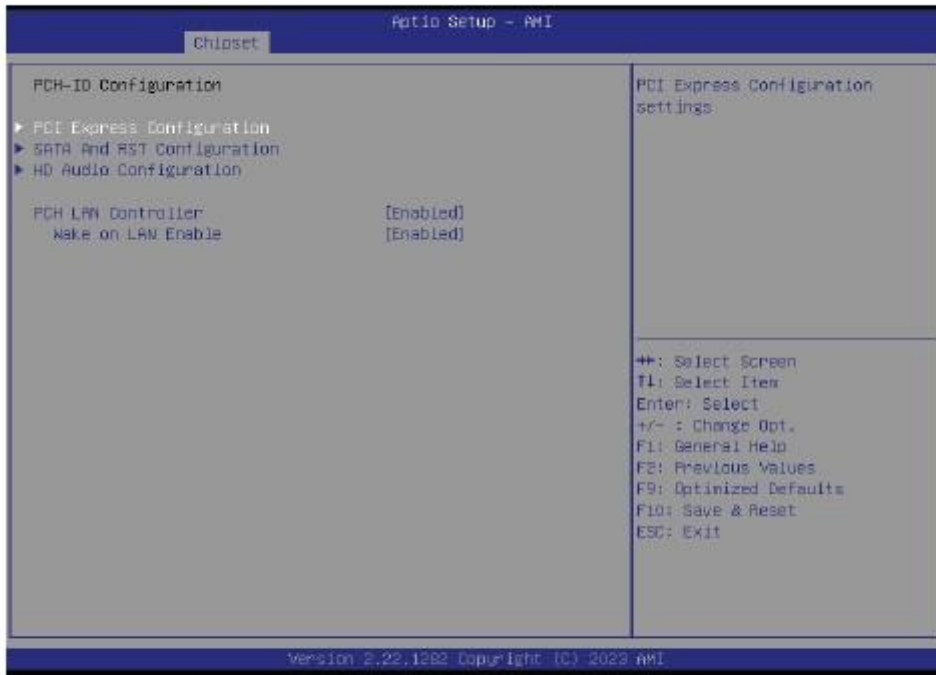 Aptio Setup - AMI
Chipset
PCH-IO Configuration
PCI Express Configuration
SATA And RST Configuration
HD Audio Configuration
PCH LAN Controller [Enabled]
Wake on LAN Enable [Enabled]
PCI Express Configuration
settings
→←: Select Screen
↑↓: Select Item
Enter: Select
+/- : Change Opt.
F1: General Help
F2: Previous Values
F9: Optimized Defaults
F10: Save & Reset
ESC: Exit
Version 2.22.1282 Copyright (C) 2023 AMI